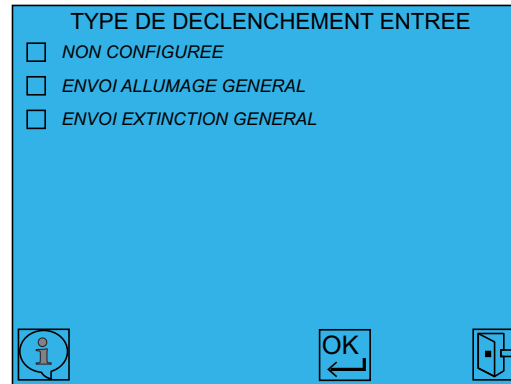 TYPE DE DECLENCHEMENT ENTREE
NON CONFIGUREE
ENVOI ALLUMAGE GENERAL
ENVOI EXTINCTION GENERAL
i
OK